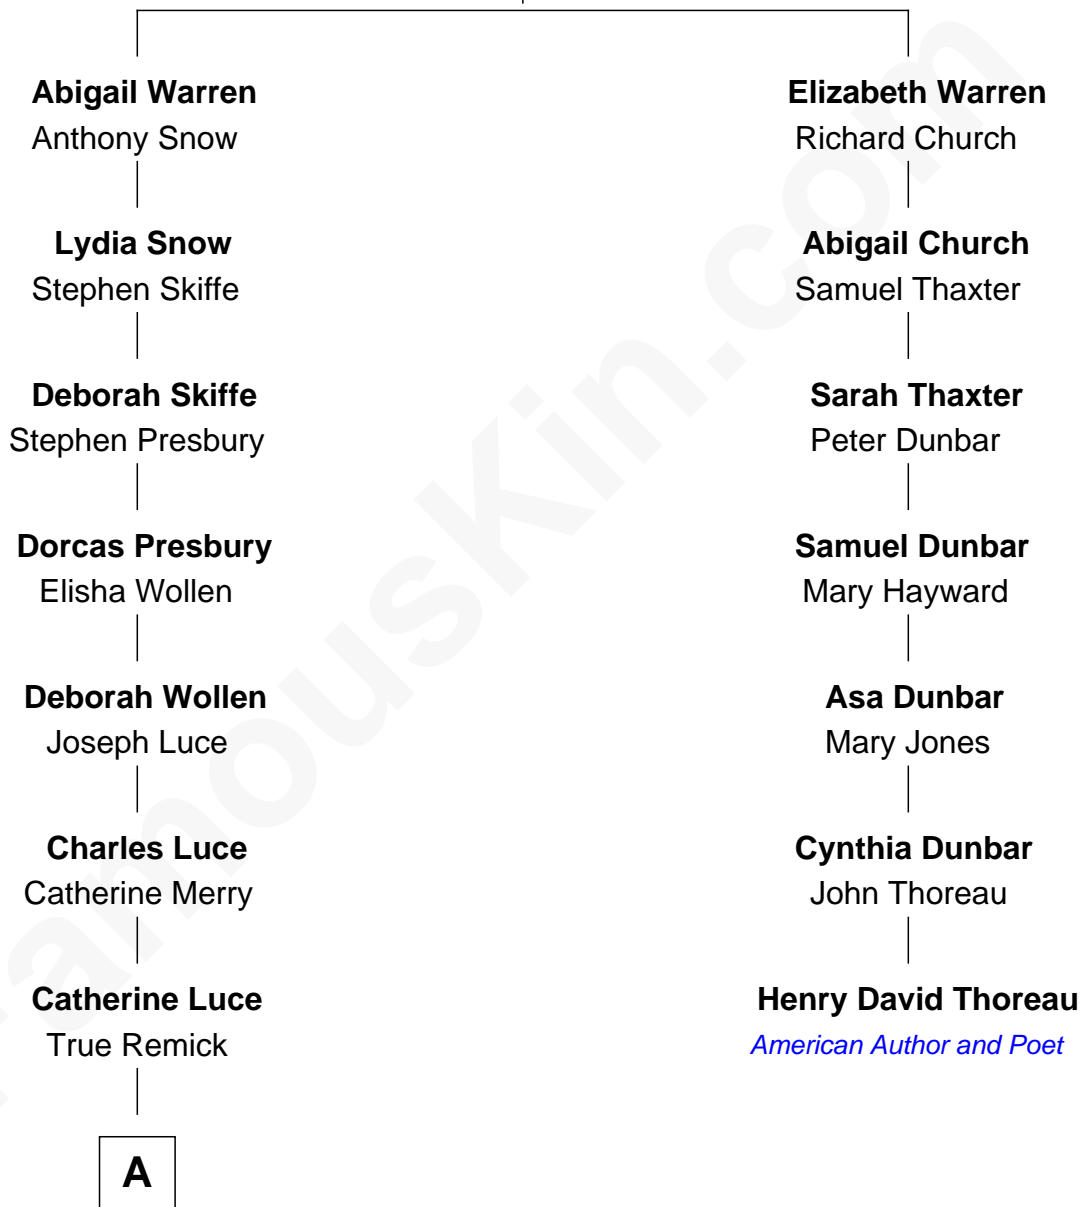 Abigail Warren
Anthony Snow
Lydia Snow
Stephen Skiffe
Deborah Skiffe
Stephen Presbury
Dorcas Presbury
Elisha Wollen
Deborah Wollen
Joseph Luce
Charles Luce
Catherine Merry
Catherine Luce
True Remick
A
Elizabeth Warren
Richard Church
Abigail Church
Samuel Thaxter
Sarah Thaxter
Peter Dunbar
Samuel Dunbar
Mary Hayward
Asa Dunbar
Mary Jones
Cynthia Dunbar
John Thoreau
Henry David Thoreau
American Author and Poet
FamousKin.com